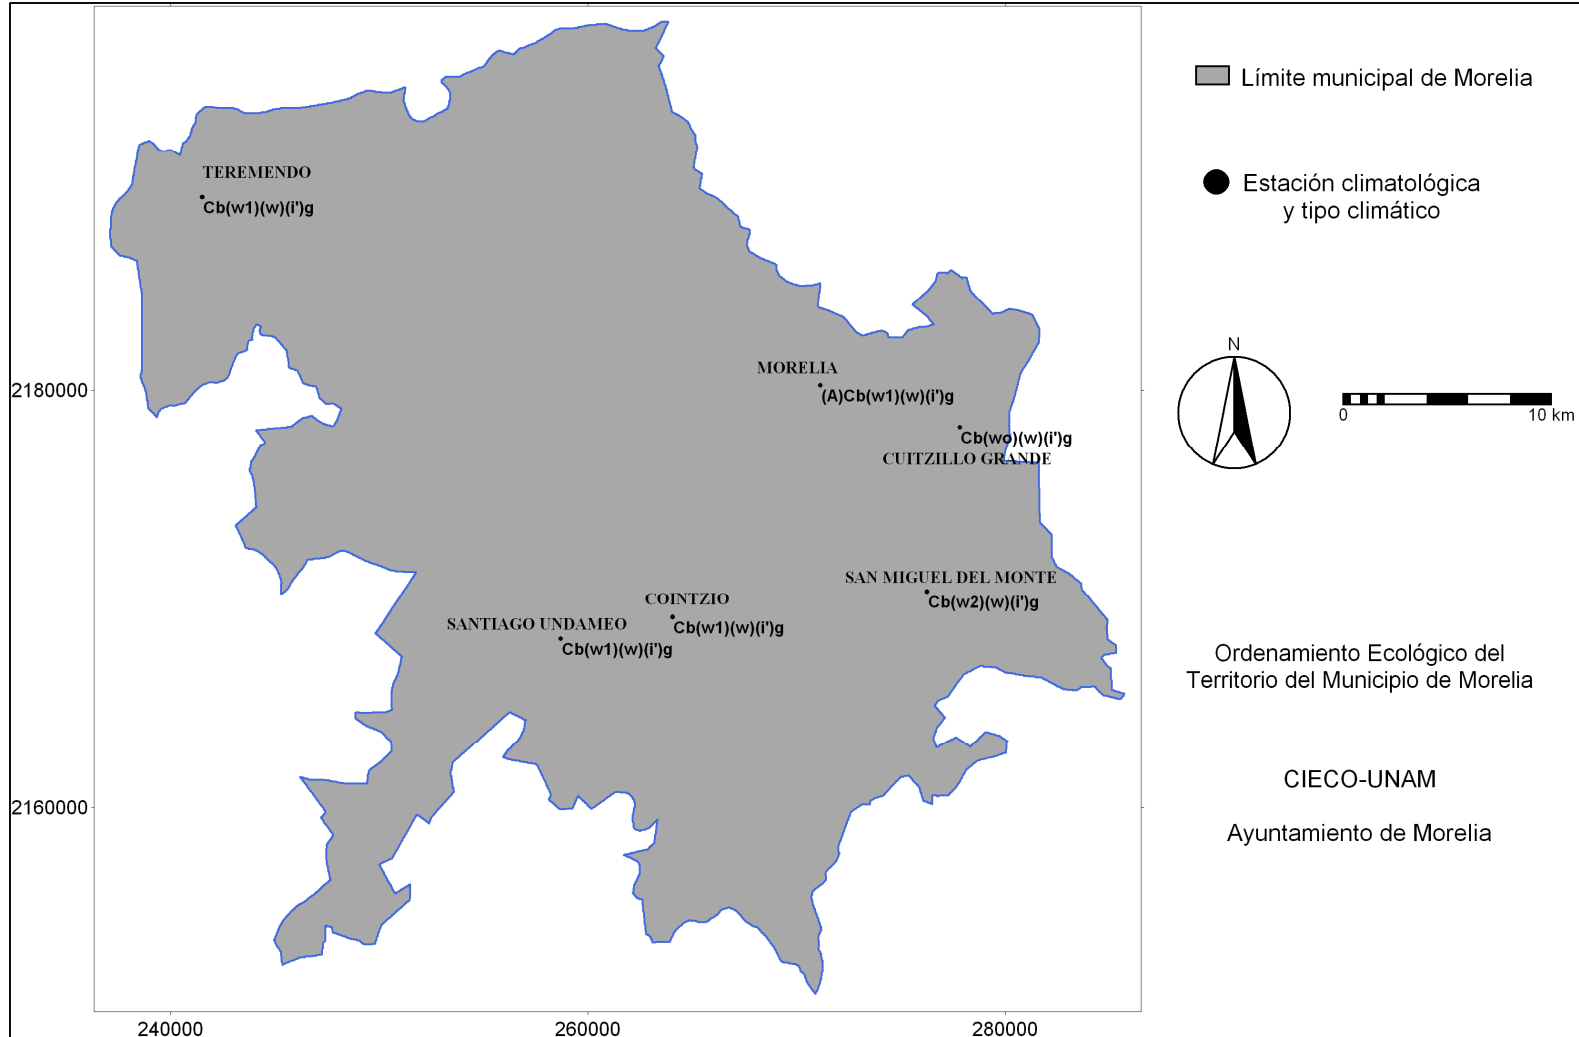 Límite municipal de Morelia
TEREMENDO
Cb(w1)(w)(i')g
Estación climatológica
y tipo climático
N
MORELIA
(A)Cb(w1)(w)(i')g
2180000
0
10 km
Cb(wo)(w)(i')g
CUITZILLO GRANDE
SAN MIGUEL DEL MONTE
Cb(w2)(w)(i')g
COINTZIO
Cb(w1)(w)(i')g
SANTIAGO UNDAMEO
Cb(w1)(w)(i')g
Ordenamiento Ecológico del
Territorio del Municipio de Morelia
CIECO-UNAM
2160000
Ayuntamiento de Morelia
240000
260000
280000